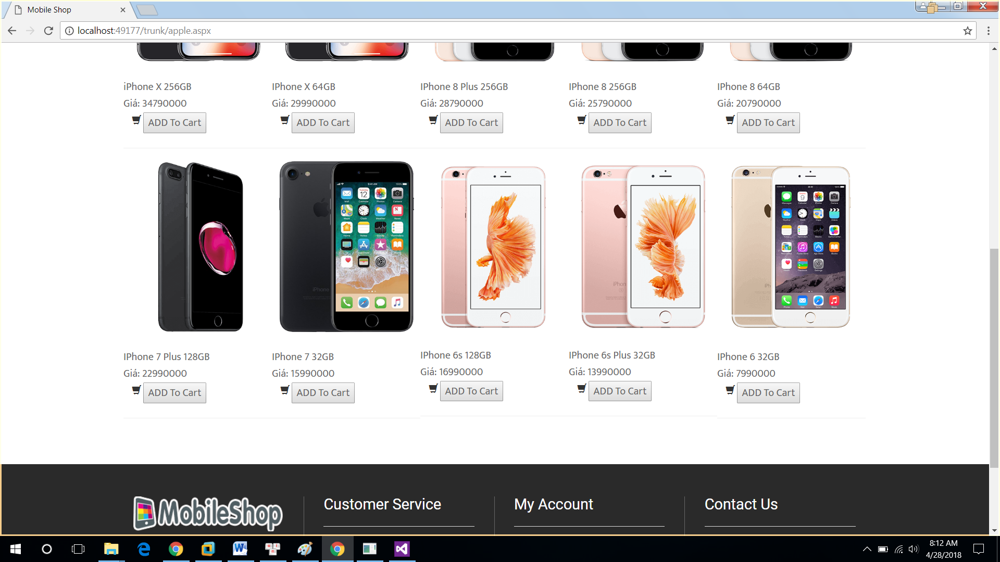 Mobile Shop
localhost:49177/trunk/apple.aspx
iPhone X 256GB
Giá: 34790000
ADD To Cart
IPhone X 64GB
Giá: 29990000
ADD To Cart
IPhone 8 Plus 256GB
Giá: 28790000
ADD To Cart
IPhone 8 256GB
Giá: 25790000
ADD To Cart
IPhone 8 64GB
Giá: 20790000
ADD To Cart
IPhone 7 Plus 128GB
Giá: 22990000
ADD To Cart
IPhone 7 32GB
Giá: 15990000
ADD To Cart
IPhone 6s 128GB
Giá: 16990000
ADD To Cart
IPhone 6s Plus 32GB
Giá: 13990000
ADD To Cart
IPhone 6 32GB
Giá: 7990000
ADD To Cart
MobileShop
Customer Service
My Account
Contact Us
8:12 AM
4/28/2018